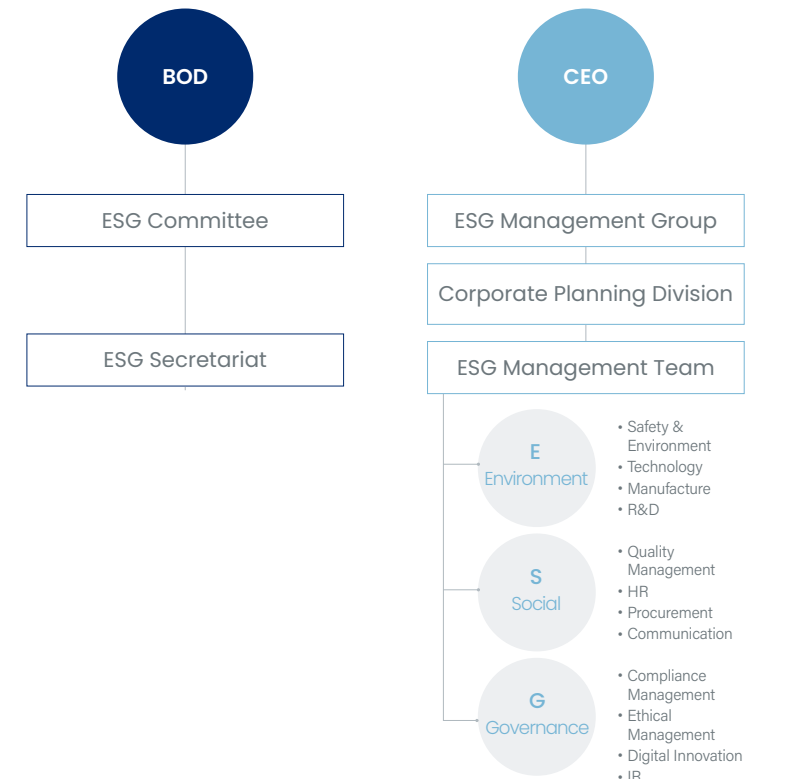 BOD
ESG Committee
ESG Secretariat
CEO
ESG Management Group
Corporate Planning Division
ESG Management Team
E
Environment
• Safety &
Environment
• Technology
• Manufacture
• R&D
S
Social
• Quality
Management
• HR
• Procurement
• Communication
G
Governance
• Compliance
Management
• Ethical
Management
• Digital Innovation
• IR